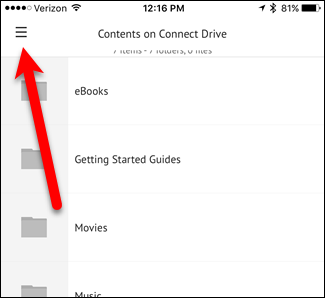 Verizon 12:16 PM 81%
Contents on Connect Drive
7 items - 7 folders, 0 files
eBooks
Getting Started Guides
Movies
Music